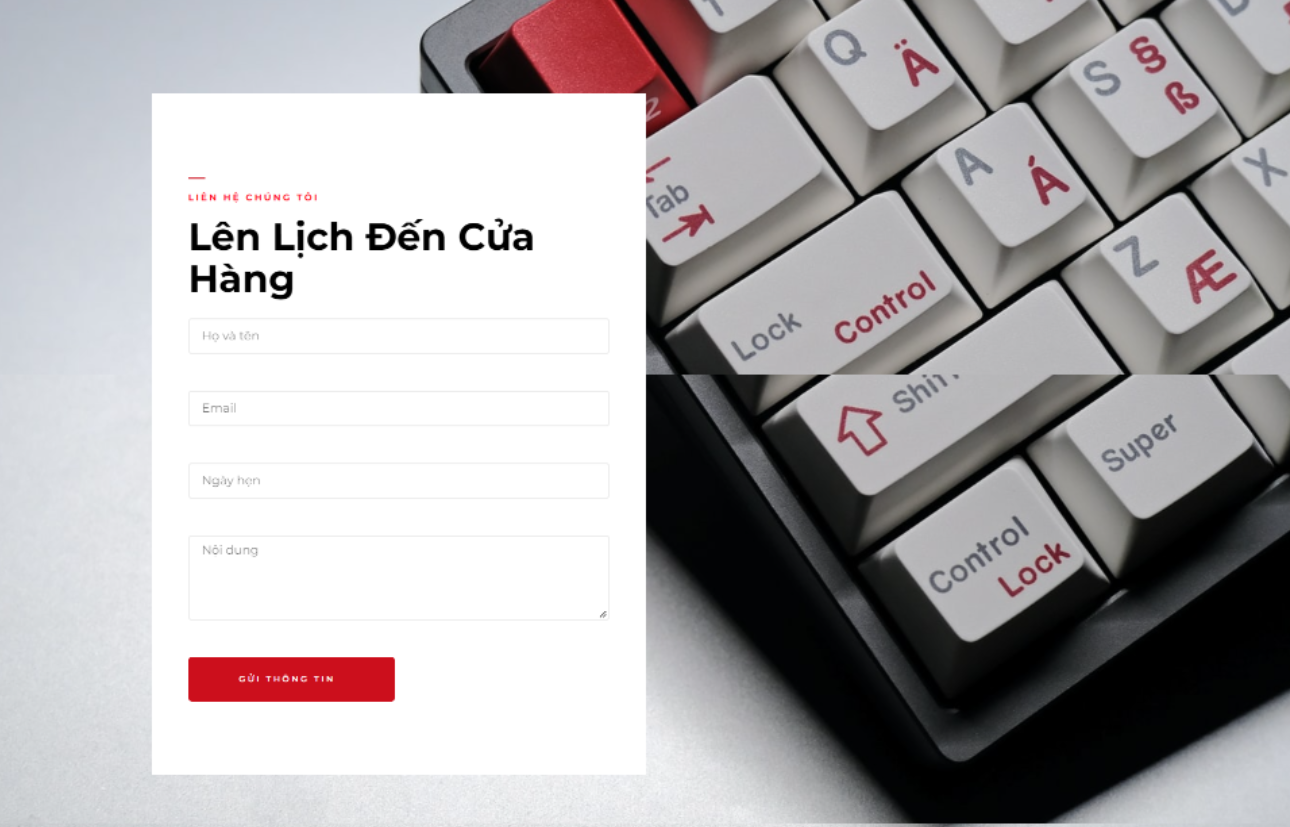 LIÊN HỆ CHÚNG TÔI
Lên Lịch Đến Cửa
Hàng
Họ và tên
Email
Ngày hẹn
Nội dung
GỬI THÔNG TIN
Q Ä
S § ß
Tab
A Á
X
Z Æ
Lock Control
Shift
Super
Control Lock